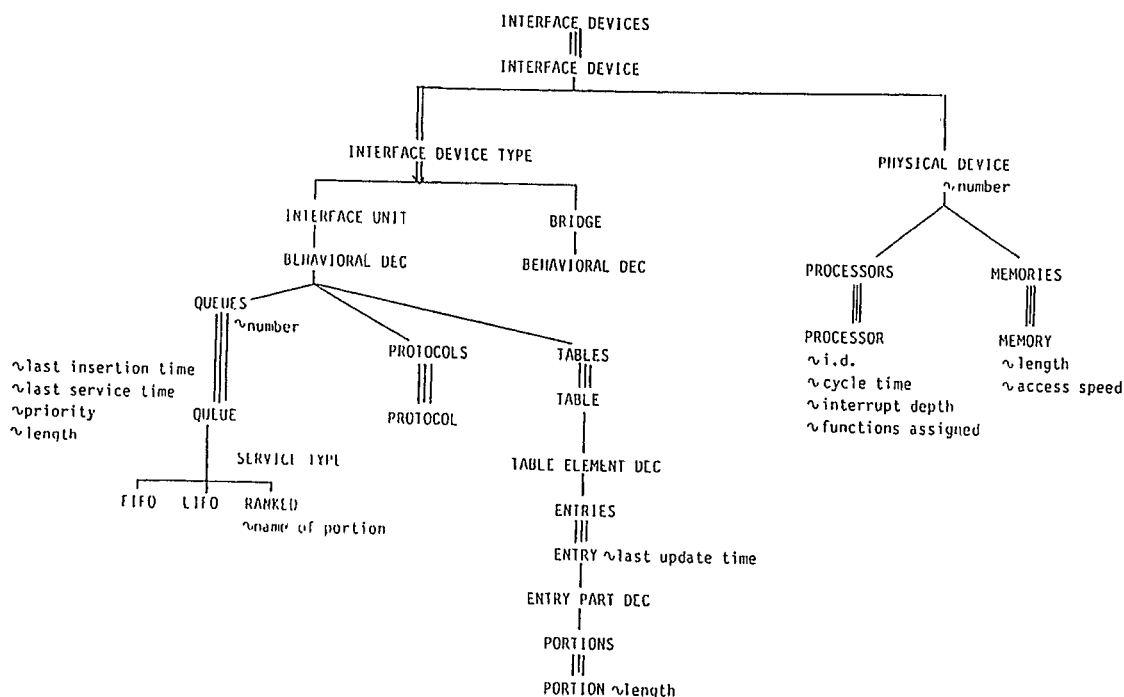 INTERFACE DEVICES
INTERFACE DEVICE
INTERFACE DEVICE TYPE
PHYSICAL DEVICE
~number
INTERFACE UNIT
BRIDGE
BEHAVIORAL DEC
BEHAVIORAL DEC
PROCESSORS
MEMORIES
QUEUES
~number
PROTOCOLS
TABLES
PROCESSOR
~i.d.
~cycle time
~interrupt depth
~functions assigned
MEMORY
~length
~access speed
~last insertion time
~last service time
~priority
~length
QUEUE
PROTOCOL
TABLE
SERVICE TYPE
TABLE ELEMENT DEC
FIFO
LIFO
RANKED
~name of portion
ENTRIES
ENTRY ~last update time
ENTRY PART DEC
PORTIONS
PORTION ~length